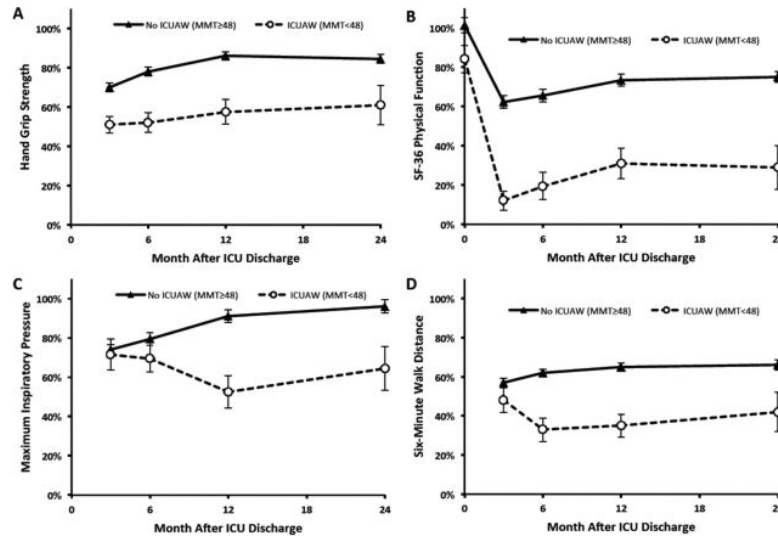 A
No ICUAW (MMT≥48) ICUAW (MMT<48)
100%
80%
60%
40%
20%
0%
Hand Grip Strength
0 6 12 18 24
Month After ICU Discharge
B
No ICUAW (MMT≥48) ICUAW (MMT<48)
100%
80%
60%
40%
20%
0%
SF-36 Physical Function
0 6 12 18
Month After ICU Discharge
C
No ICUAW (MMT≥48) ICUAW (MMT<48)
100%
80%
60%
40%
20%
0%
Maximum Inspiratory Pressure
0 6 12 18 24
Month After ICU Discharge
D
No ICUAW (MMT≥48) ICUAW (MMT<48)
100%
80%
60%
40%
20%
0%
Six-Minute Walk Distance
0 6 12 18
Month After ICU Discharge